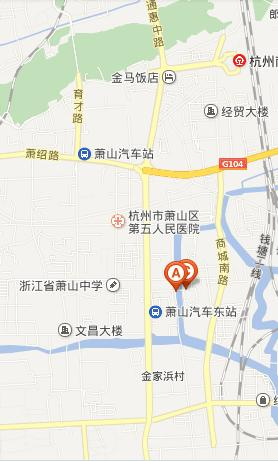 郎
通惠中路
杭州
金马饭店
育才路
经贸大楼
萧绍路
萧山汽车站
G104
杭州市萧山区
第五人民医院
商城南路
钱塘工线
A
浙江省萧山中学
萧山汽车东站
文昌大楼
金家浜村